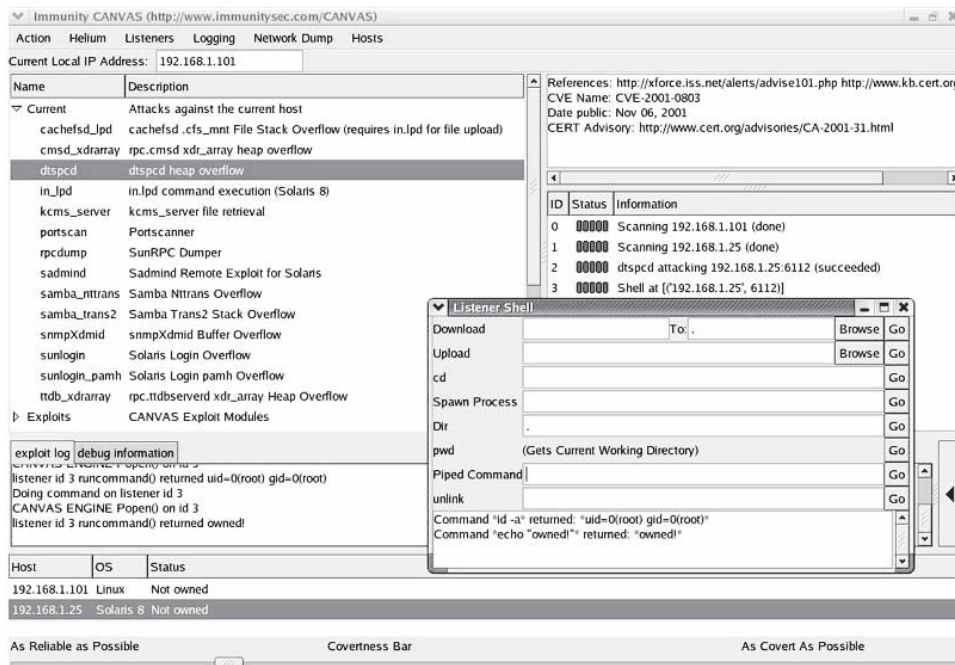 Immunity CANVAS (http://www.immunitysec.com/CANVAS)
Action Helium Listeners Logging Network Dump Hosts
Current Local IP Address: 192.168.1.101
Name Description
Current Attacks against the current host
cachefsd_lpd cachefsd .cfs_mnt File Stack Overflow (requires in.lpd for file upload)
cmsd_xdrarray rpc.cmsd xdr_array heap overflow
dtspcd dtspcd heap overflow
in_lpd in.lpd command execution (Solaris 8)
kcms_server kcms_server file retrieval
portscan Portscanner
rpcdump SunRPC Dumper
sadmind Sadmind Remote Exploit for Solaris
samba_nttrans Samba Nttrans Overflow
samba_trans2 Samba Trans2 Stack Overflow
snmpXdmid snmpXdmid Buffer Overflow
sunlogin Solaris Login Overflow
sunlogin_pamh Solaris Login pamh Overflow
ttdb_xdrarray rpc.ttdbserverd xdr_array Heap Overflow
Exploits CANVAS Exploit Modules
References: http://xforce.iss.net/alerts/advise101.php http://www.kb.cert.org
CVE Name: CVE-2001-0803
Date public: Nov 06, 2001
CERT Advisory: http://www.cert.org/advisories/CA-2001-31.html
ID Status Information
0 Scanning 192.168.1.101 (done)
1 Scanning 192.168.1.25 (done)
2 dtspcd attacking 192.168.1.25:6112 (succeeded)
3 Shell at [('192.168.1.25', 6112)]
Listener Shell
Download To: . Browse Go
Upload Browse Go
cd Go
Spawn Process Go
Dir . Go
pwd (Gets Current Working Directory) Go
Piped Command Go
unlink Go
Command "id -a" returned: "uid=0(root) gid=0(root)"
Command "echo "owned!"" returned: "owned!"
exploit log debug information
CANVAS ENGINE Popen() on id 3
listener id 3 runcommand() returned uid=0(root) gid=0(root)
Doing command on listener id 3
CANVAS ENGINE Popen() on id 3
listener id 3 runcommand() returned owned!
Host OS Status
192.168.1.101 Linux Not owned
192.168.1.25 Solaris 8 Not owned
As Reliable as Possible Covertness Bar As Covert As Possible